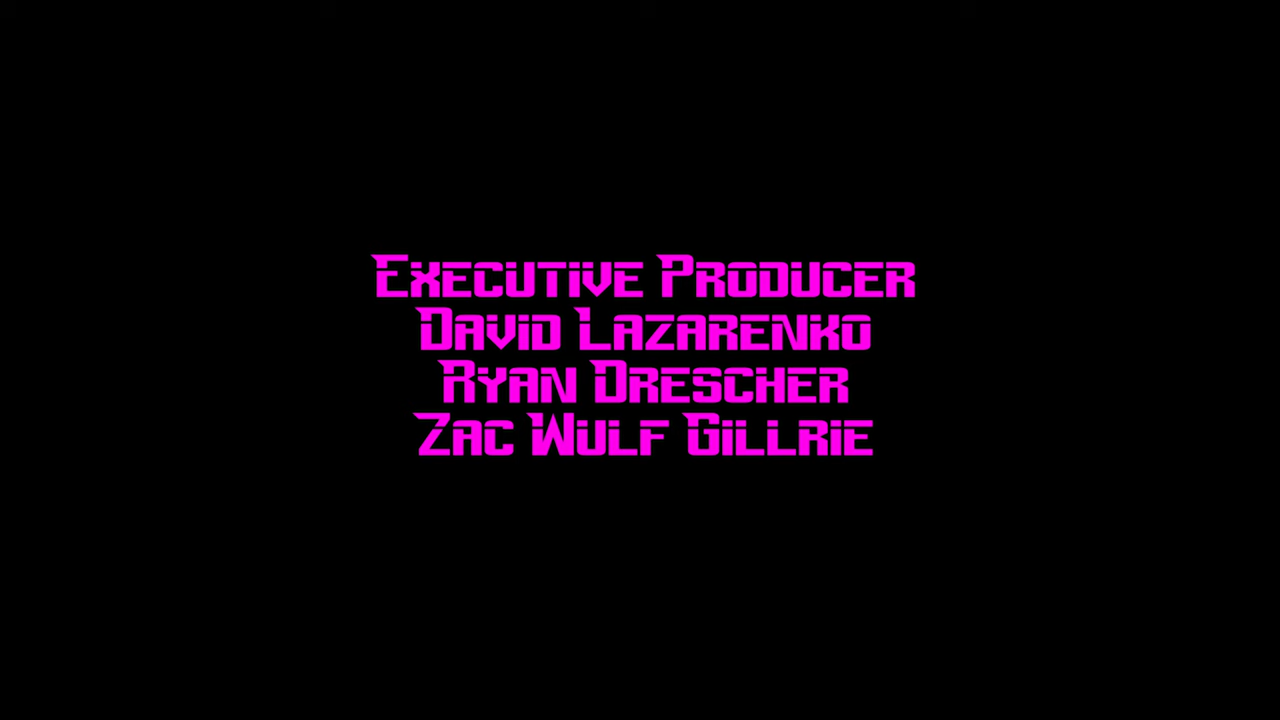 Executive Producer
David Lazarenko
Ryan Drescher
Zac Wulf Gillrie